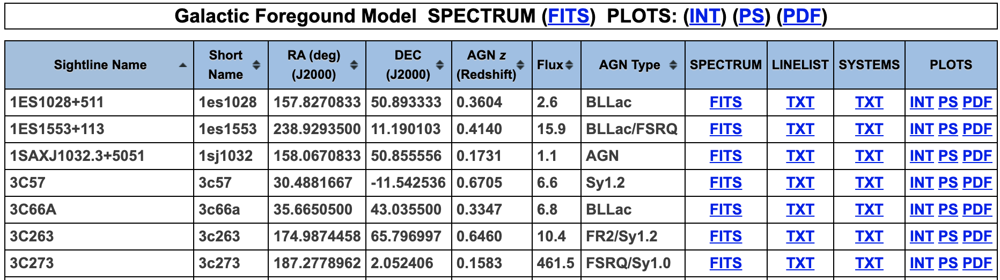 Galactic Foregound Model SPECTRUM (FITS) PLOTS: (INT) (PS) (PDF)
Sightline Name Short Name RA (deg) (J2000) DEC (J2000) AGN z (Redshift) Flux AGN Type SPECTRUM LINELIST SYSTEMS PLOTS
1ES1028+511 1es1028 157.8270833 50.893333 0.3604 2.6 BLLac FITS TXT TXT INT PS PDF
1ES1553+113 1es1553 238.9293500 11.190103 0.4140 15.9 BLLac/FSRQ FITS TXT TXT INT PS PDF
1SAXJ1032.3+5051 1sj1032 158.0670833 50.855556 0.1731 1.1 AGN FITS TXT TXT INT PS PDF
3C57 3c57 30.4881667 -11.542536 0.6705 6.6 Sy1.2 FITS TXT TXT INT PS PDF
3C66A 3c66a 35.6650500 43.035500 0.3347 6.8 BLLac FITS TXT TXT INT PS PDF
3C263 3c263 174.9874458 65.796997 0.6460 10.4 FR2/Sy1.2 FITS TXT TXT INT PS PDF
3C273 3c273 187.2778962 2.052406 0.1583 461.5 FSRQ/Sy1.0 FITS TXT TXT INT PS PDF